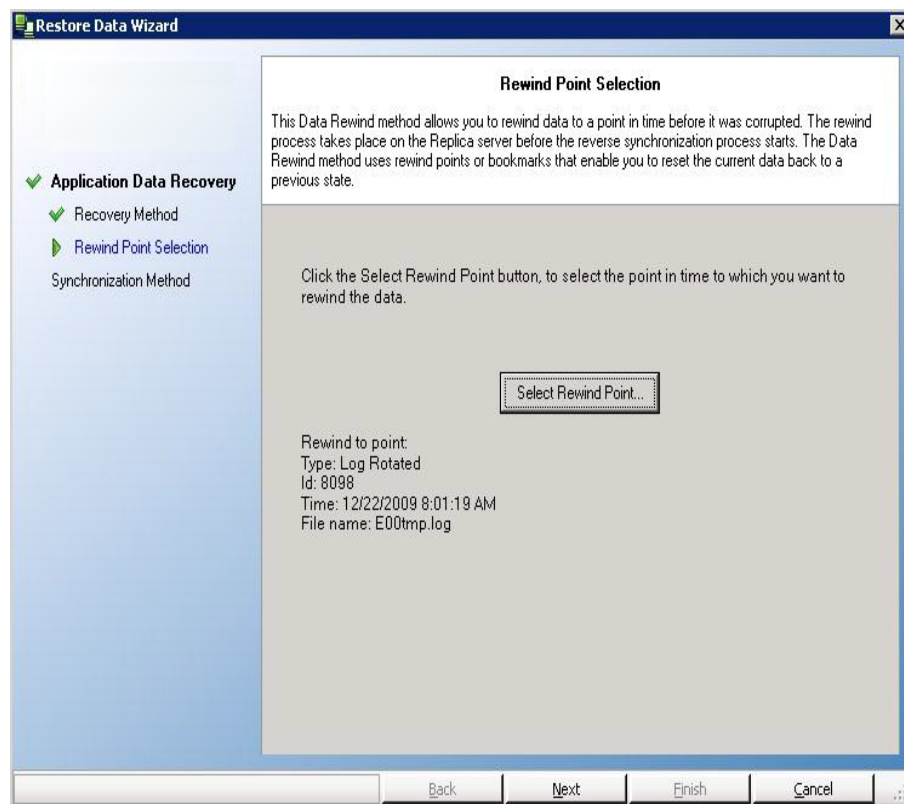 Restore Data Wizard
Application Data Recovery
Recovery Method
Rewind Point Selection
Synchronization Method
Rewind Point Selection
This Data Rewind method allows you to rewind data to a point in time before it was corrupted. The rewind
process takes place on the Replica server before the reverse synchronization process starts. The Data
Rewind method uses rewind points or bookmarks that enable you to reset the current data back to a
previous state.
Click the Select Rewind Point button, to select the point in time to which you want to
rewind the data.
Select Rewind Point...
Rewind to point:
Type: Log Rotated
Id: 8098
Time: 12/22/2009 8:01:19 AM
File name: E00tmp.log
Back
Next
Finish
Cancel